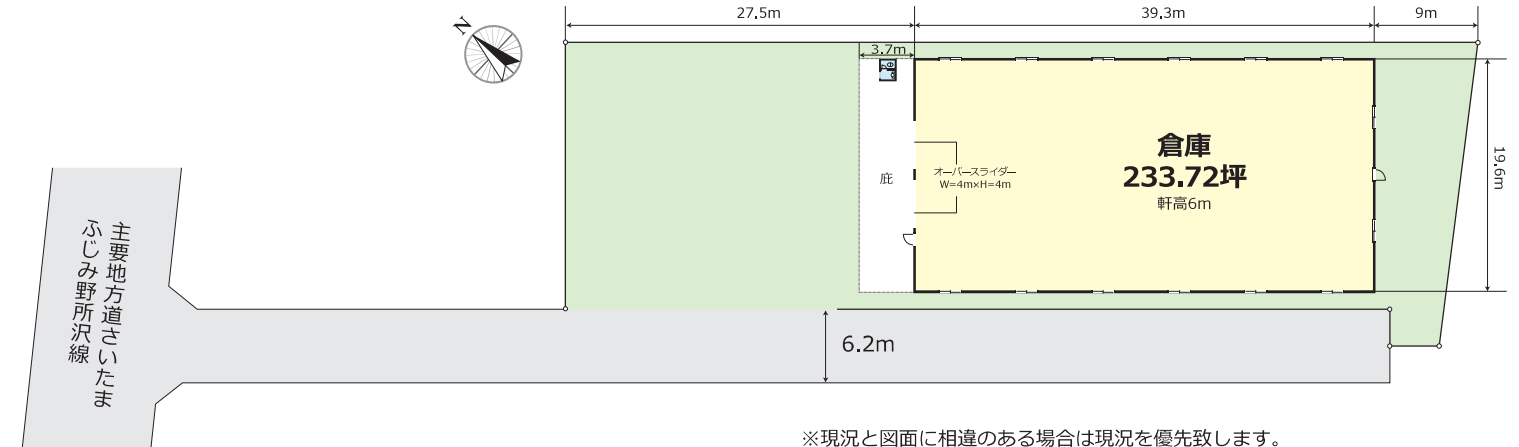 27.5m
39.3m
9m
N
3.7m
倉庫
233.72坪
軒高6m
オーバースライダー
W=4m×H=4m
庇
19.6m
主要地方道さいたま
ふじみ野所沢線
6.2m
※現況と図面に相違のある場合は現況を優先致します。